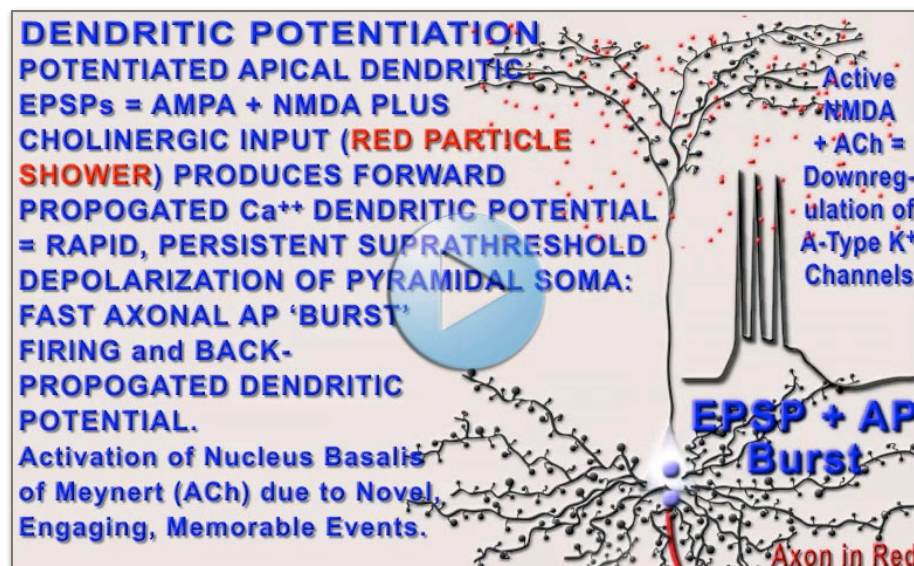 DENDRITIC POTENTIATION
POTENTIATED APICAL DENDRITIC
EPSPs = AMPA + NMDA PLUS
CHOLINERGIC INPUT (RED PARTICLE
SHOWER) PRODUCES FORWARD
PROPOGATED Ca⁺⁺ DENDRITIC POTENTIAL
= RAPID, PERSISTENT SUPRATHRESHOLD
DEPOLARIZATION OF PYRAMIDAL SOMA:
FAST AXONAL AP ‘BURST’
FIRING and BACK-
PROPOGATED DENDRITIC
POTENTIAL.
Activation of Nucleus Basalis
of Meynert (ACh) due to Novel,
Engaging, Memorable Events.
Active
NMDA
+ ACh =
Downreg-
ulation of
A-Type K⁺
Channels
EPSP + AP
Burst
Axon in Red